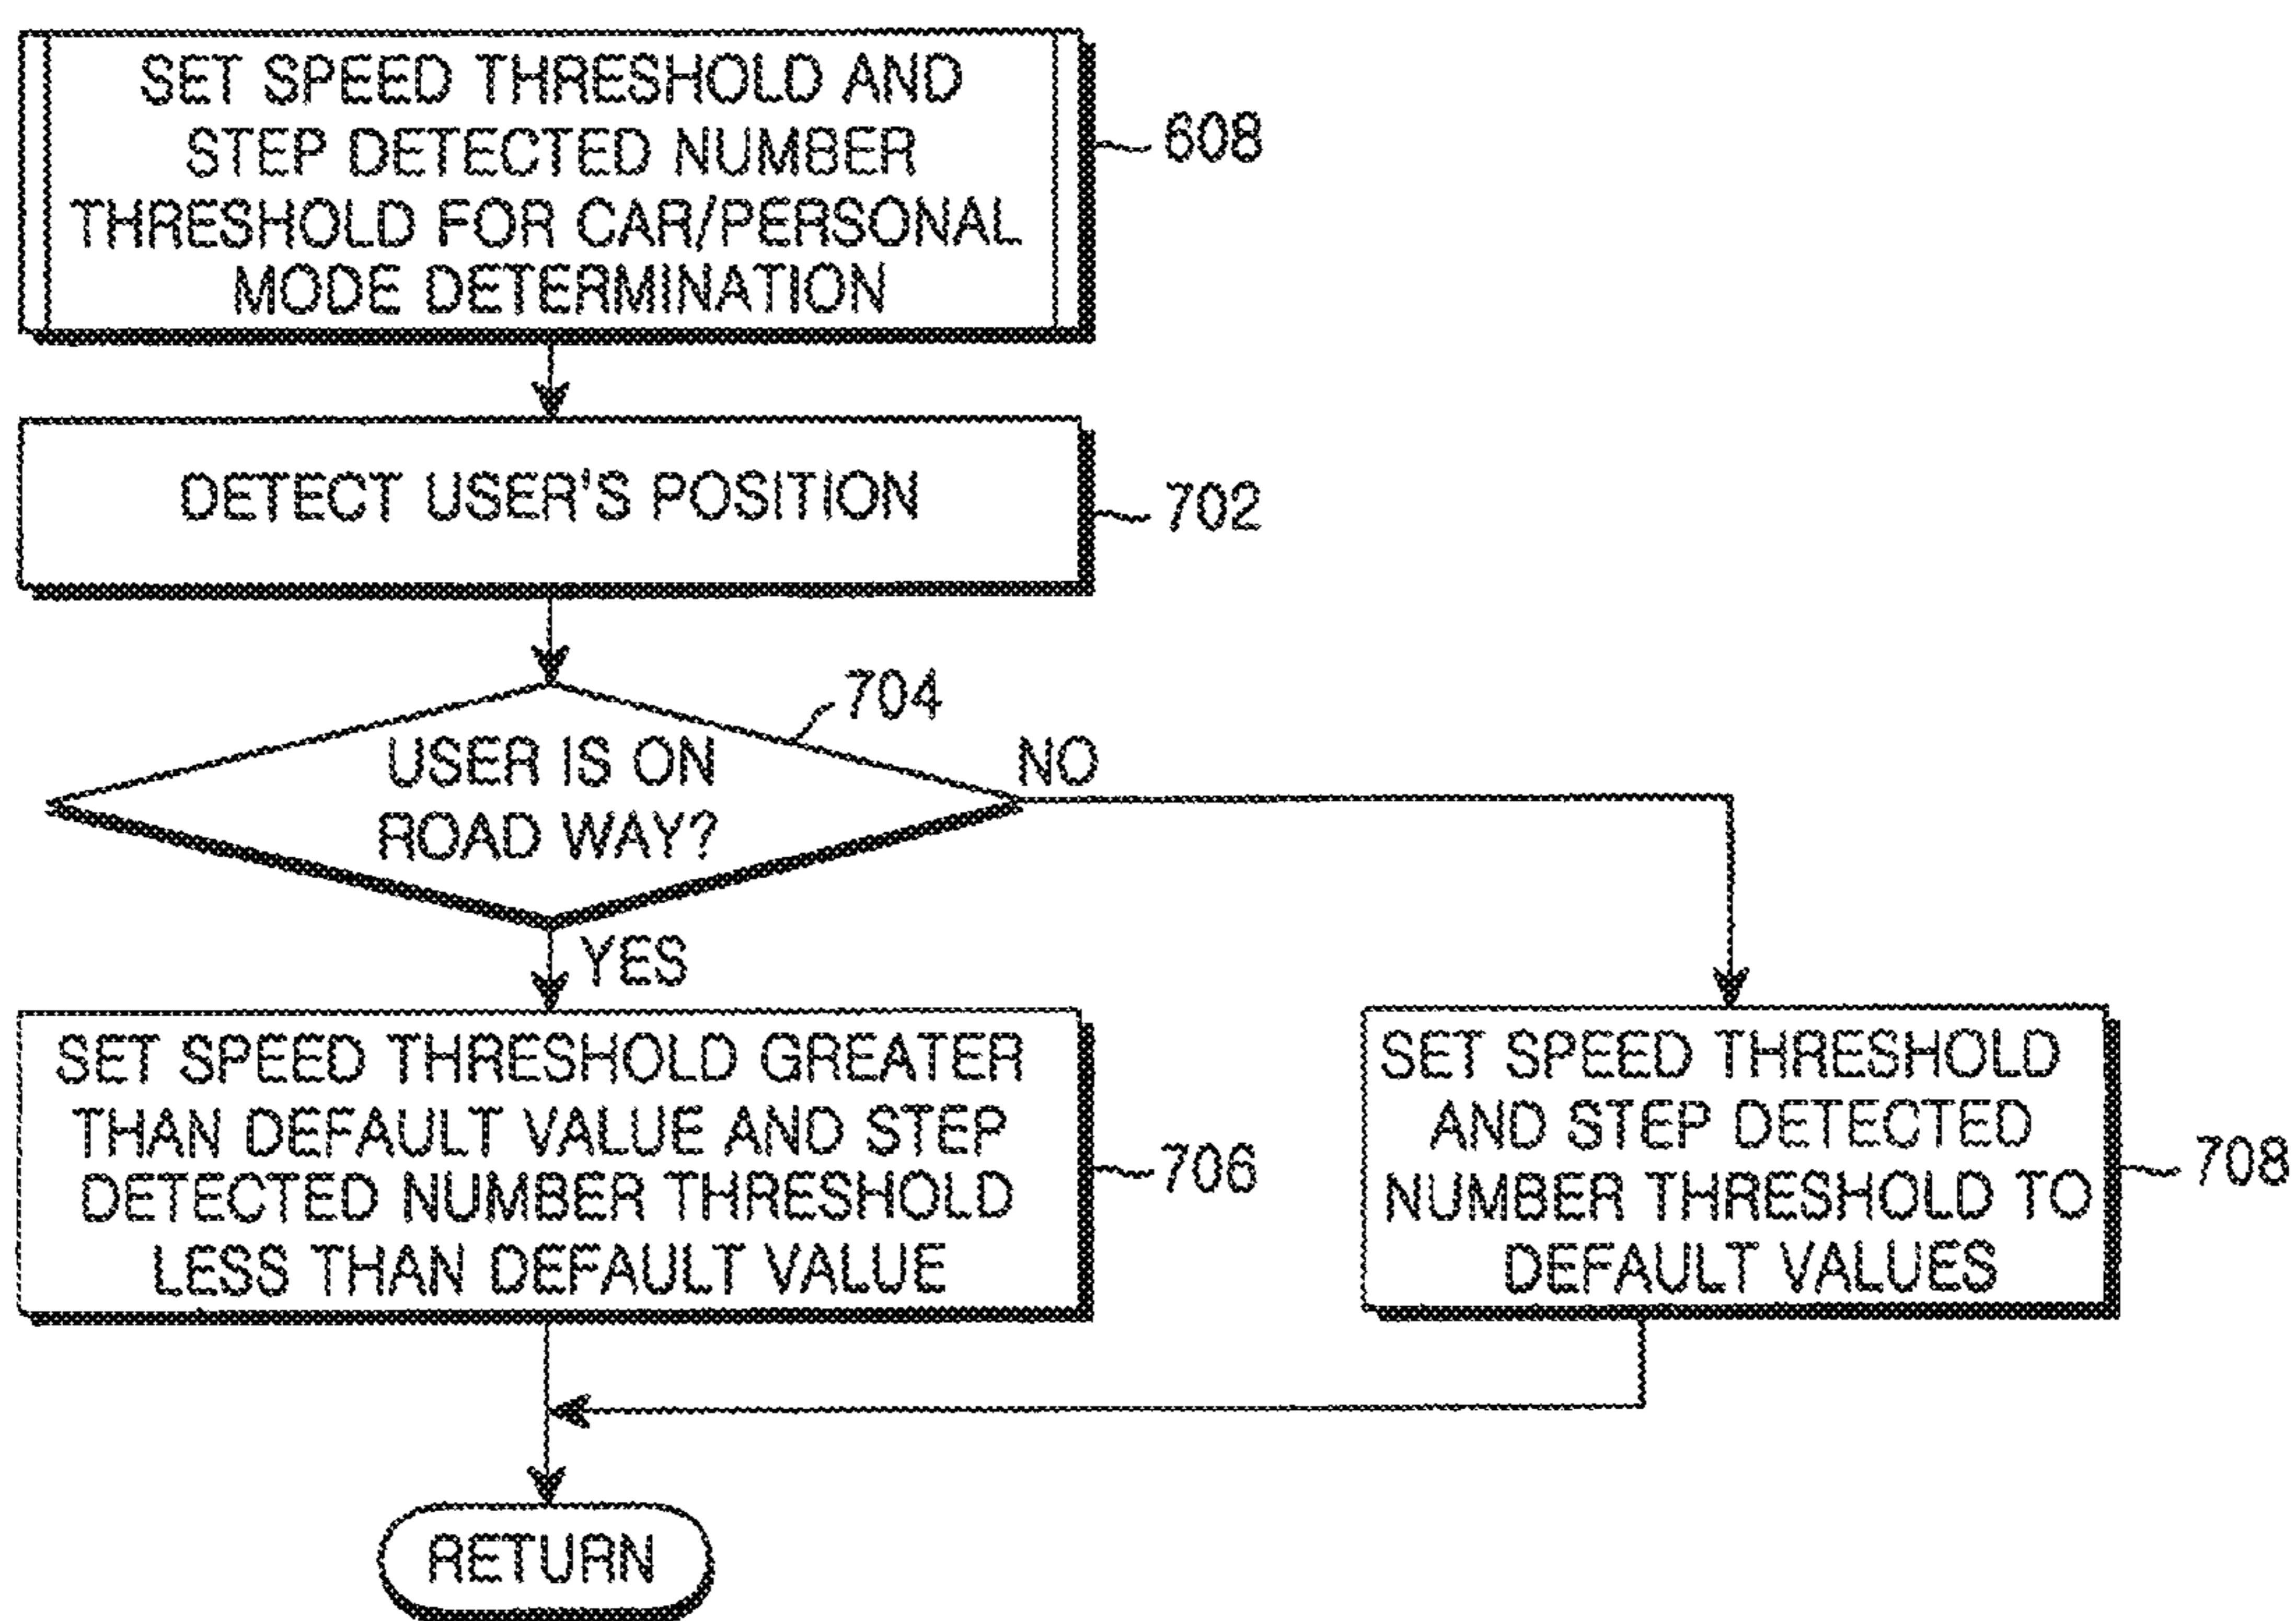 SET SPEED THRESHOLD AND
STEP DETECTED NUMBER
THRESHOLD FOR CAR/PERSONAL
MODE DETERMINATION
608
DETECT USER'S POSITION
702
704
USER IS ON
ROAD WAY?
NO
YES
SET SPEED THRESHOLD GREATER
THAN DEFAULT VALUE AND STEP
DETECTED NUMBER THRESHOLD
LESS THAN DEFAULT VALUE
706
SET SPEED THRESHOLD
AND STEP DETECTED
NUMBER THRESHOLD TO
DEFAULT VALUES
708
RETURN